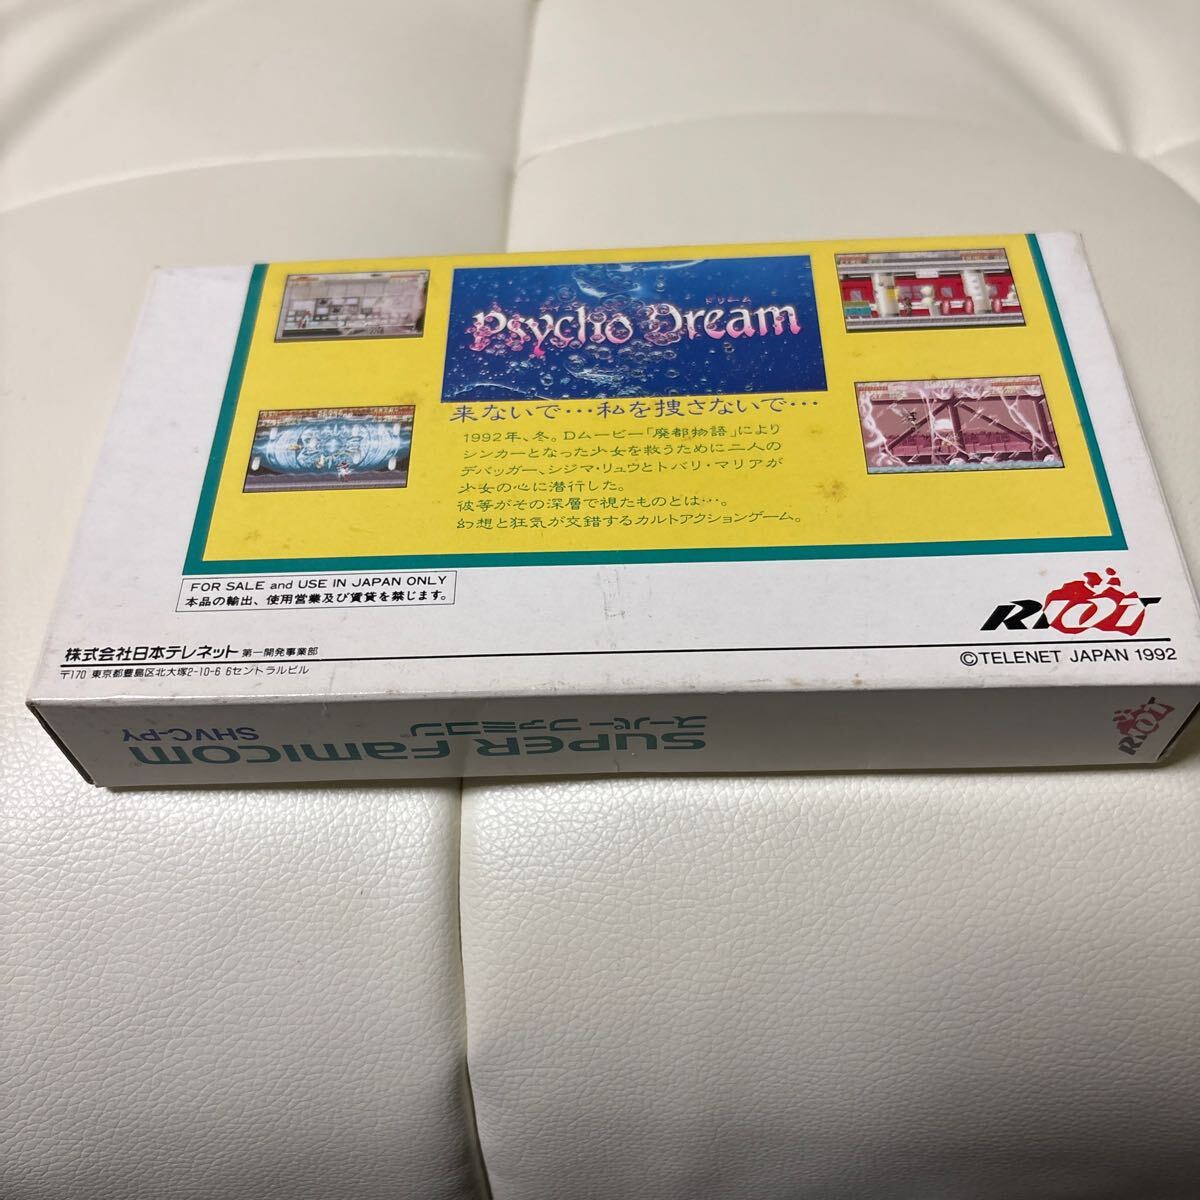 ドリーム
Psycho Dream
来ないで…私を捜さないで…
1992年、冬。Dムービー「廃都物語」により
シンカーとなった少女を救うために二人の
デバッガー、シジマ・リュウとトバリ・マリアが
少女の心に潜行した。
彼等がその深層で視たものとは…。
幻想と狂気が交錯するカルトアクションゲーム。
FOR SALE and USE IN JAPAN ONLY
本品の輸出、使用営業及び賃貸を禁じます。
RIOT
©TELENET JAPAN 1992
株式会社日本テレネット 第一開発事業部
〒170 東京都豊島区北大塚2-10-6 6セントラルビル
スーパーファミコン
SUPER FAMICOM
SHVC-PY
RIOT